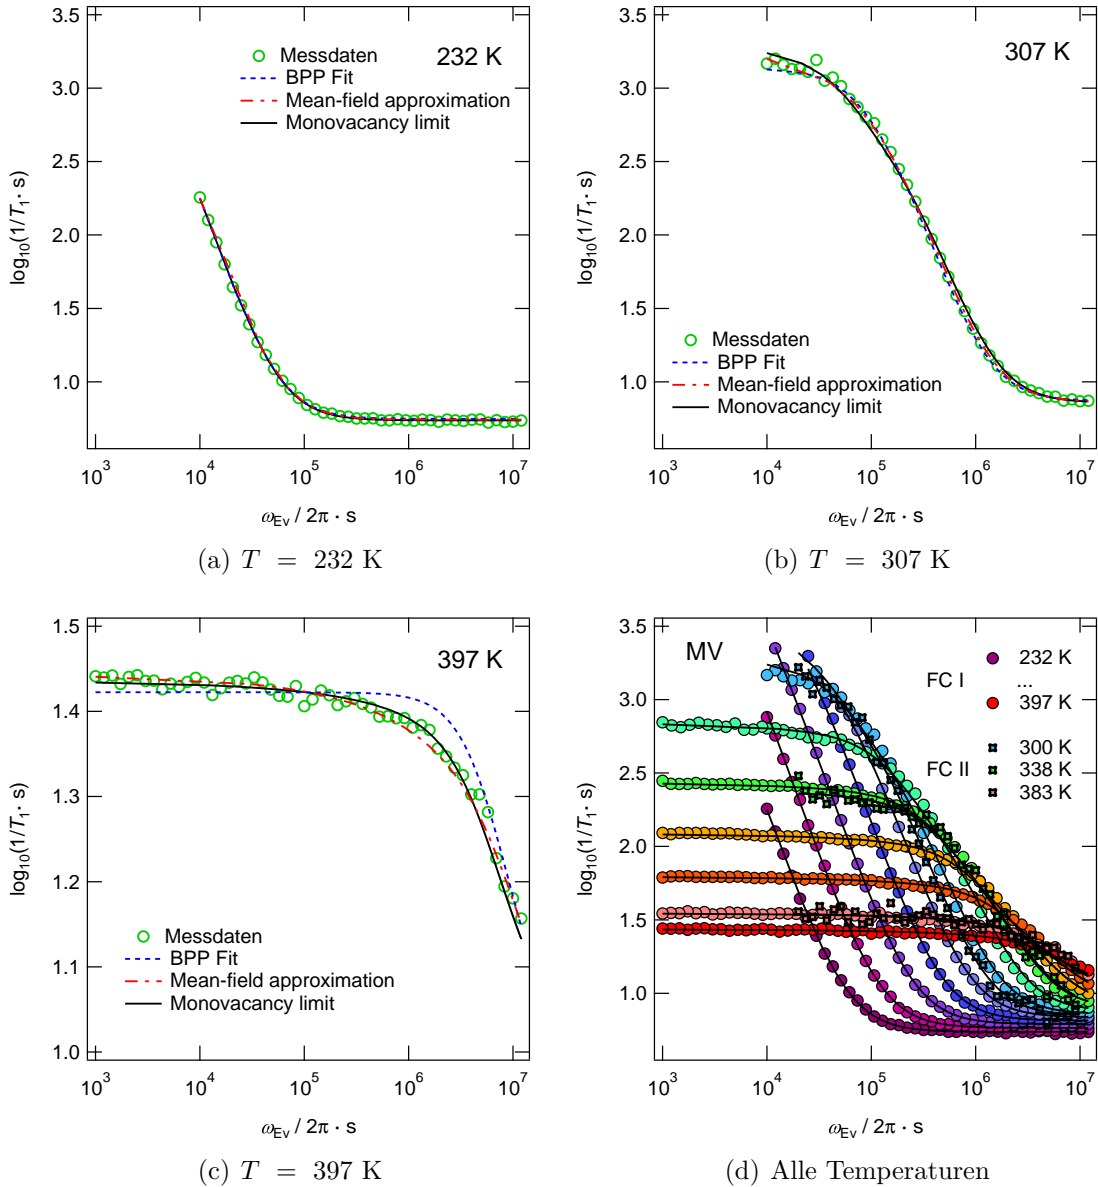 3.5
3.0
2.5
2.0
1.5
1.0
log10(1/T1· s)
10^3
10^4
10^5
10^6
10^7
ωEv / 2π · s
232 K
Messdaten
BPP Fit
Mean-field approximation
Monovacancy limit
(a) T = 232 K
3.5
3.0
2.5
2.0
1.5
1.0
log10(1/T1· s)
10^3
10^4
10^5
10^6
10^7
ωEv / 2π · s
307 K
Messdaten
BPP Fit
Mean-field approximation
Monovacancy limit
(b) T = 307 K
1.5
1.4
1.3
1.2
1.1
1.0
log10(1/T1· s)
10^3
10^4
10^5
10^6
10^7
ωEv / 2π · s
397 K
Messdaten
BPP Fit
Mean-field approximation
Monovacancy limit
(c) T = 397 K
3.5
3.0
2.5
2.0
1.5
1.0
log10(1/T1· s)
10^3
10^4
10^5
10^6
10^7
ωEv / 2π · s
MV
232 K
FC I ...
397 K
300 K
FC II 338 K
383 K
(d) Alle Temperaturen